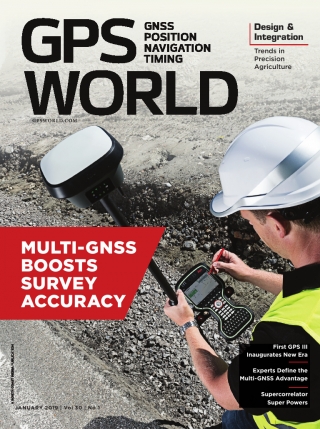 GPS
WORLD
GNSS
POSITION
NAVIGATION
TIMING
GPSWORLD.COM
Design &
Integration
Trends in
Precision
Agriculture
MULTI-GNSS
BOOSTS
SURVEY
ACCURACY
First GPS III
Inaugurates New Era
Experts Define the
Multi-GNSS Advantage
Supercorrelator
Super Powers
JANUARY 2019 | Vol 30 | No 1